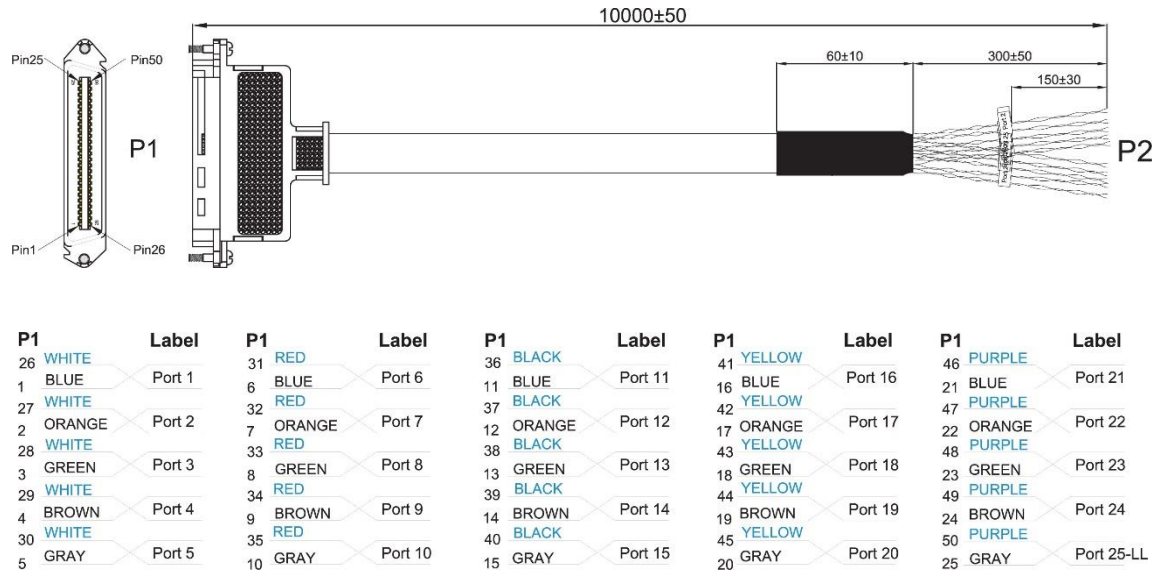 10000±50
60±10
300±50
150±30
Pin25
Pin50
P1
P2
Pin1
Pin26
P1 Label
26 WHITE
1 BLUE Port 1
27 WHITE
2 ORANGE Port 2
28 WHITE
3 GREEN Port 3
29 WHITE
4 BROWN Port 4
30 WHITE
5 GRAY Port 5
P1 Label
31 RED
6 BLUE Port 6
32 RED
7 ORANGE Port 7
33 RED
8 GREEN Port 8
34 RED
9 BROWN Port 9
35 RED
10 GRAY Port 10
P1 Label
36 BLACK
11 BLUE Port 11
37 BLACK
12 ORANGE Port 12
38 BLACK
13 GREEN Port 13
39 BLACK
14 BROWN Port 14
40 BLACK
15 GRAY Port 15
P1 Label
41 YELLOW
16 BLUE Port 16
42 YELLOW
17 ORANGE Port 17
43 YELLOW
18 GREEN Port 18
44 YELLOW
19 BROWN Port 19
45 YELLOW
20 GRAY Port 20
P1 Label
46 PURPLE
21 BLUE Port 21
47 PURPLE
22 ORANGE Port 22
48 PURPLE
23 GREEN Port 23
49 PURPLE
24 BROWN Port 24
50 PURPLE
25 GRAY Port 25-LL